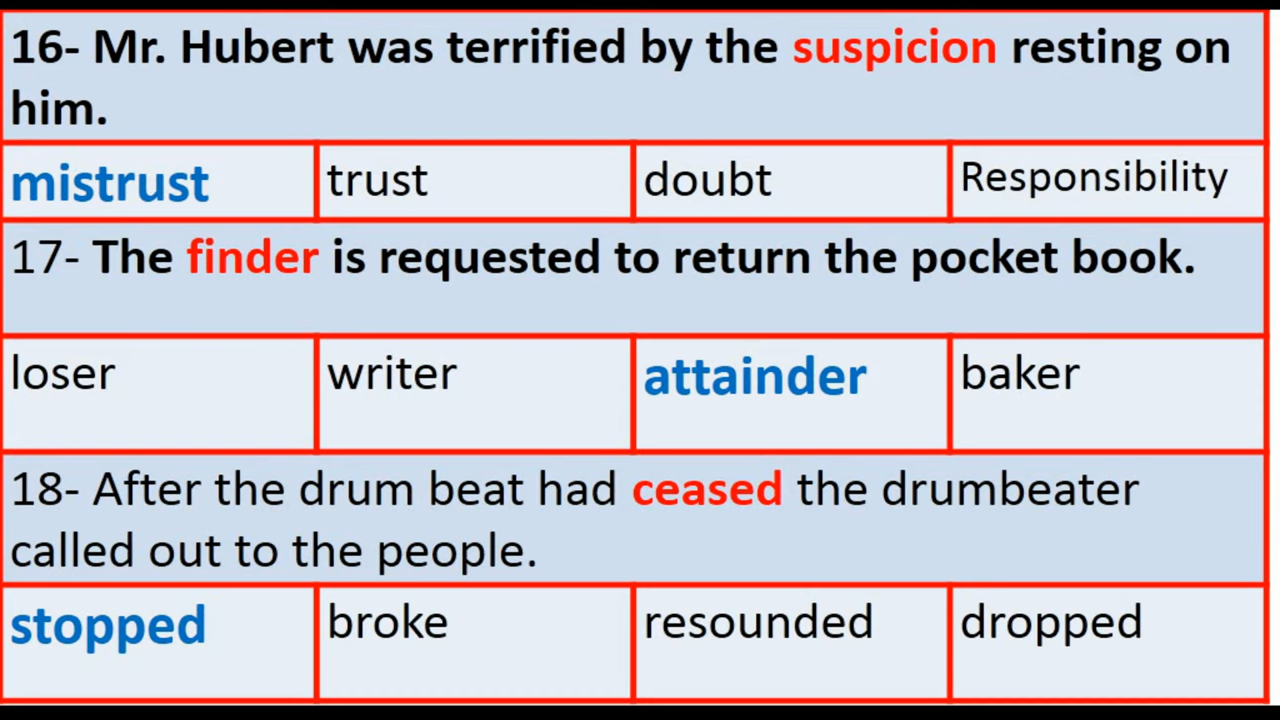 16- Mr. Hubert was terrified by the suspicion resting on
him.
mistrust trust doubt Responsibility
17- The finder is requested to return the pocket book.
loser writer attainder baker
18- After the drum beat had ceased the drumbeater
called out to the people.
stopped broke resounded dropped